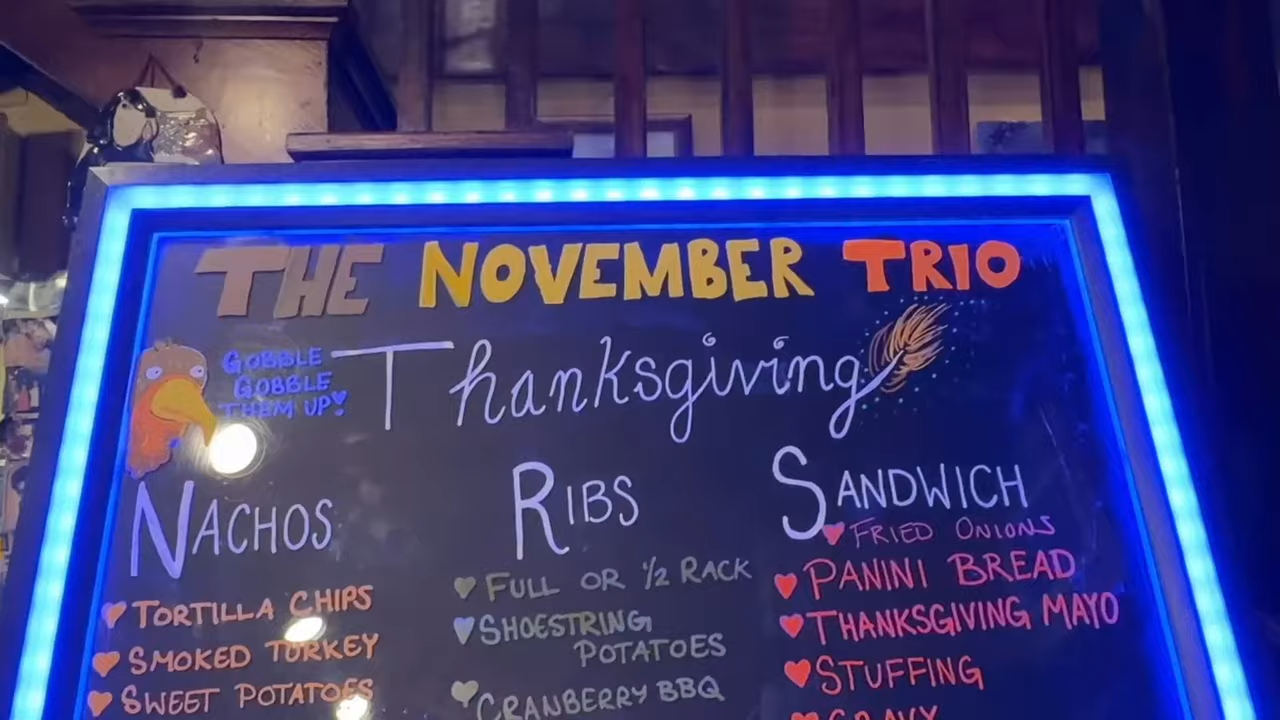 THE NOVEMBER TRIO
GOBBLE
GOBBLE
THEM UP!
Thanksgiving
NACHOS
TORTILLA CHIPS
SMOKED TURKEY
SWEET POTATOES
RIBS
FULL OR 1/2 RACK
SHOESTRING
POTATOES
CRANBERRY BBQ
SANDWICH
FRIED ONIONS
PANINI BREAD
THANKSGIVING MAYO
STUFFING
GRAVY